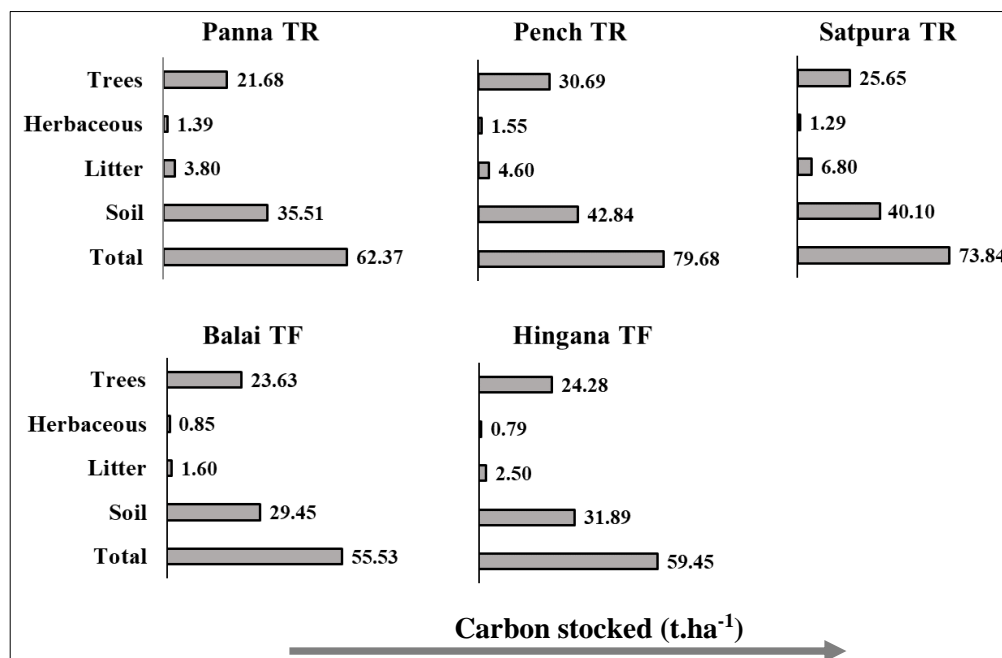 Panna TR
Trees 21.68
Herbaceous 1.39
Litter 3.80
Soil 35.51
Total 62.37
Pench TR
30.69
1.55
4.60
42.84
79.68
Satpura TR
25.65
1.29
6.80
40.10
73.84
Balai TF
Trees 23.63
Herbaceous 0.85
Litter 1.60
Soil 29.45
Total 55.53
Hingana TF
24.28
0.79
2.50
31.89
59.45
Carbon stocked (t.ha⁻¹)